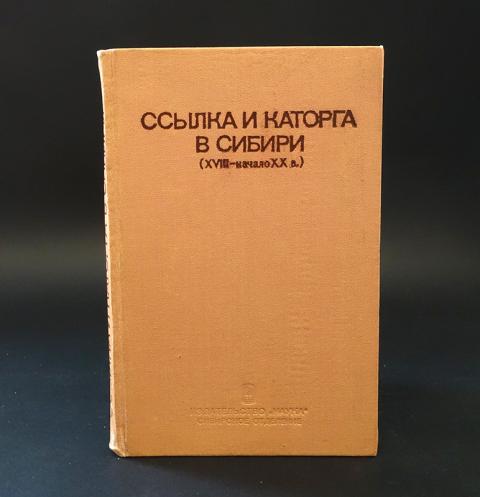 ССЫЛКА И КАТОРГА
В СИБИРИ
(XVIII–начало XX в.)
ИЗДАТЕЛЬСТВО „НАУКА“
СИБИРСКОЕ ОТДЕЛЕНИЕ